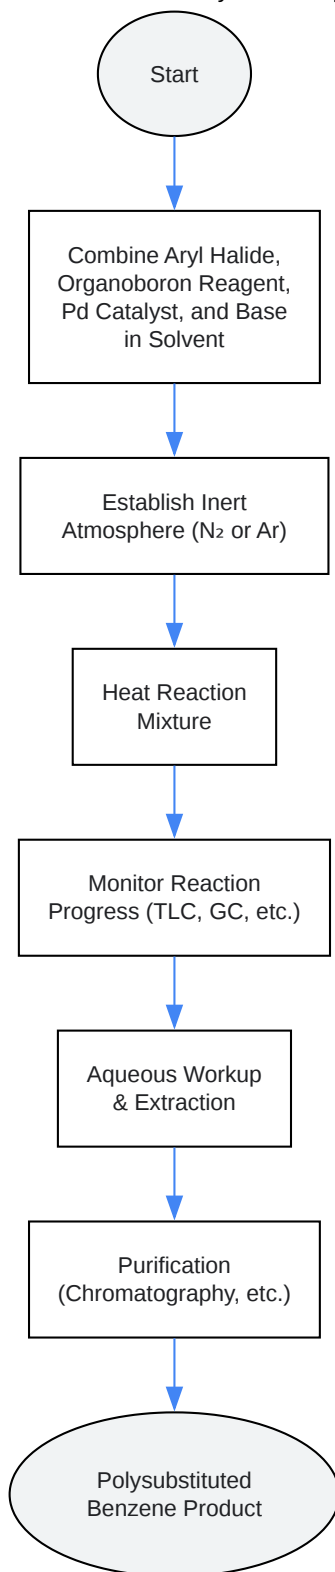 Start
Combine Aryl Halide,
Organoboron Reagent,
Pd Catalyst, and Base
in Solvent
Establish Inert
Atmosphere (N₂ or Ar)
Heat Reaction
Mixture
Monitor Reaction
Progress (TLC, GC, etc.)
Aqueous Workup
& Extraction
Purification
(Chromatography, etc.)
Polysubstituted
Benzene Product